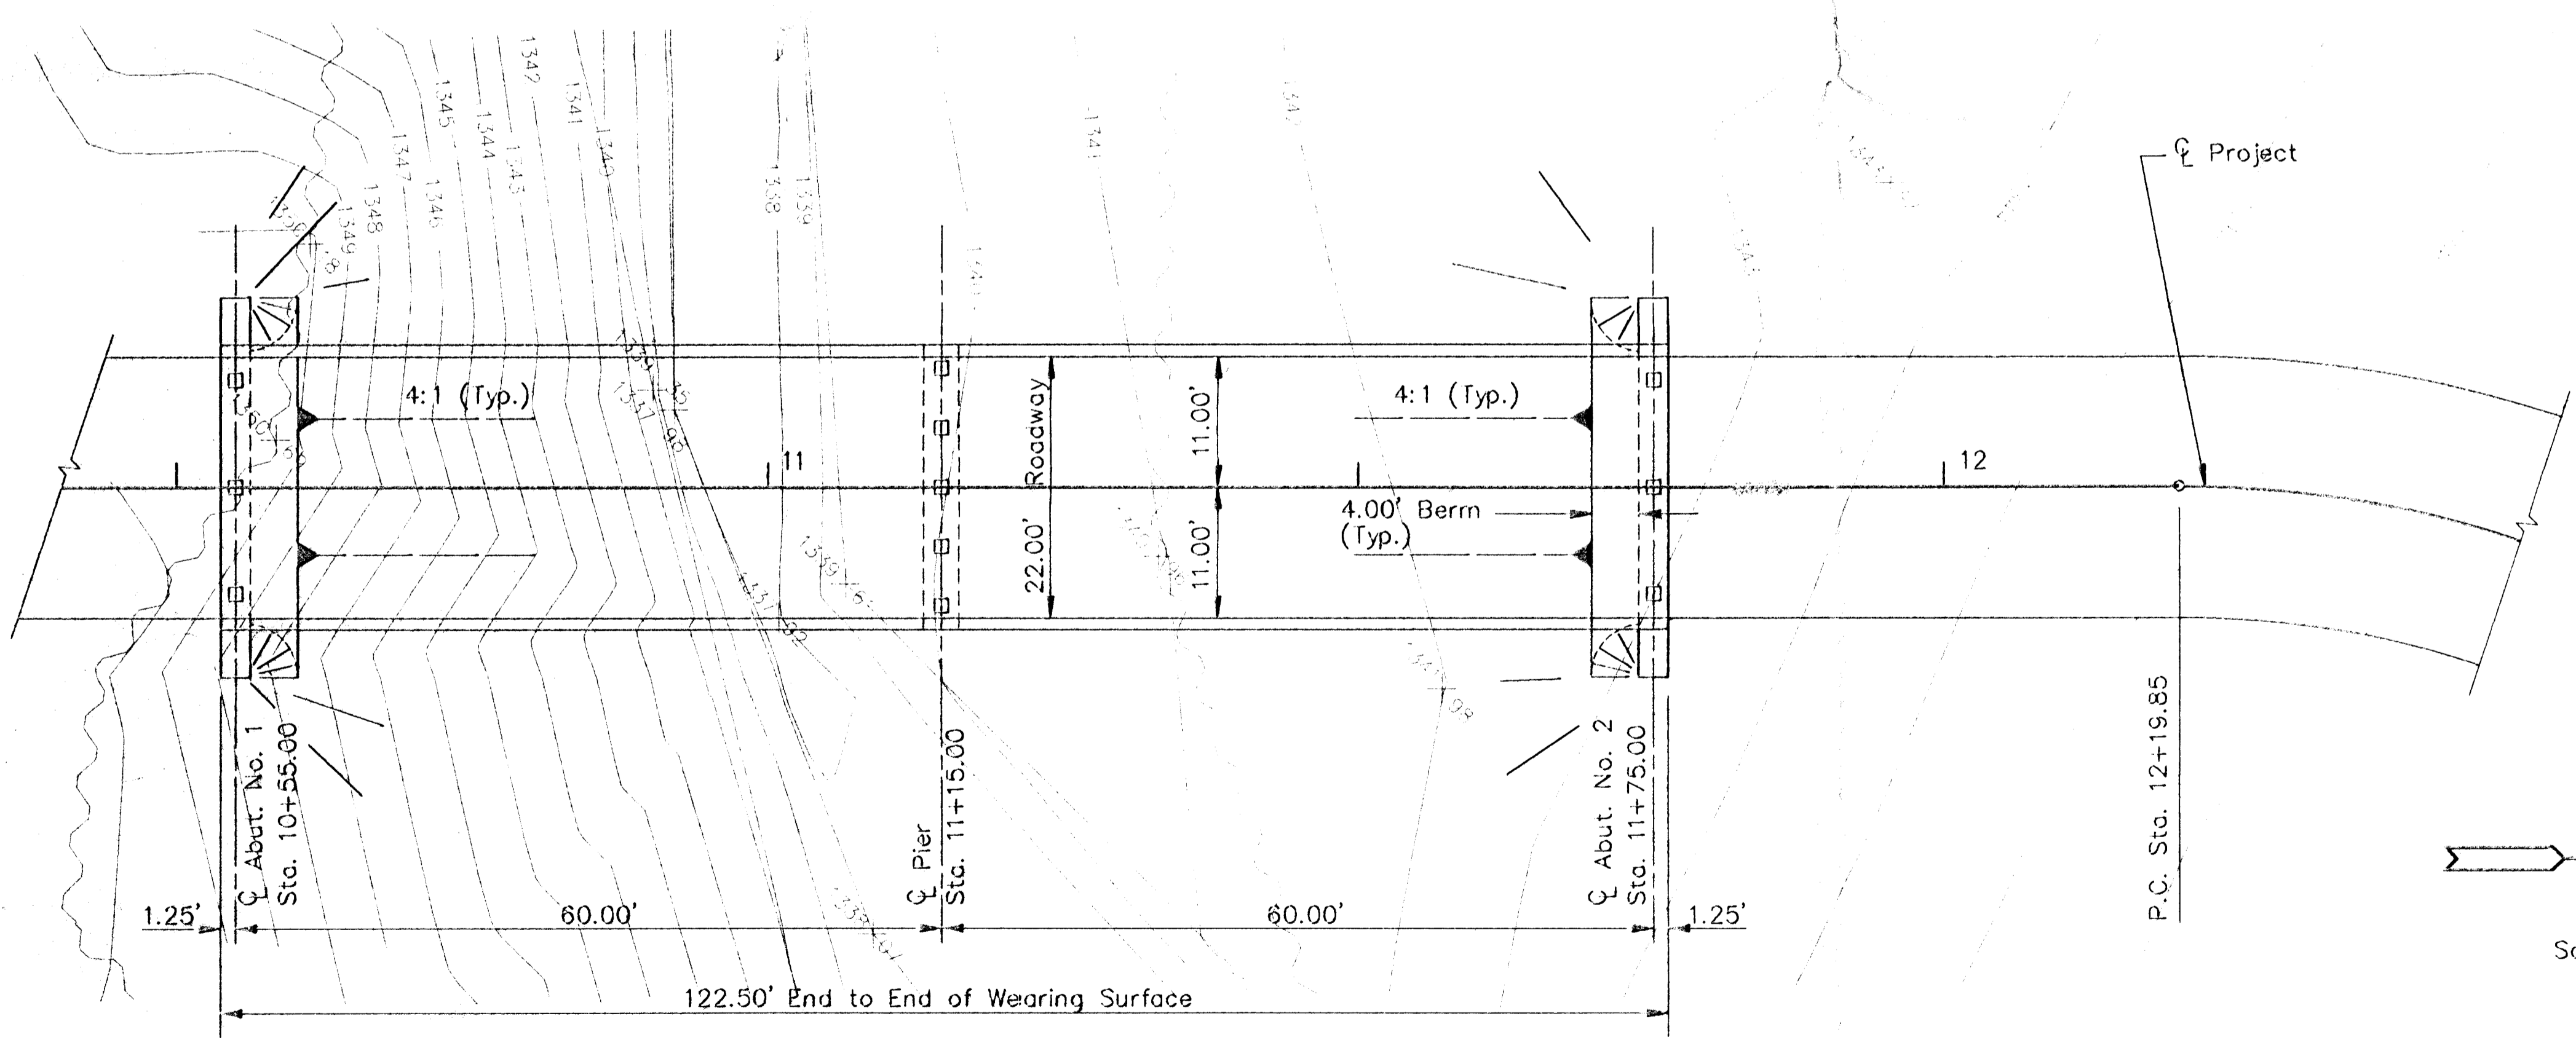 1342
1345
1341
1344
1340
1343
1347
1346
1348
1349
1338
1339
1341
℄ Project
4:1 (Typ.)
4:1 (Typ.)
Roadway
22.00'
11.00'
11.00'
11
12
4.00' Berm
(Typ.)
℄ Abut. No. 1
Sta. 10+55.00
℄ Pier
Sta. 11+15.00
℄ Abut. No. 2
Sta. 11+75.00
P.C. Sta. 12+19.85
1.25'
60.00'
60.00'
1.25'
122.50' End to End of Wearing Surface